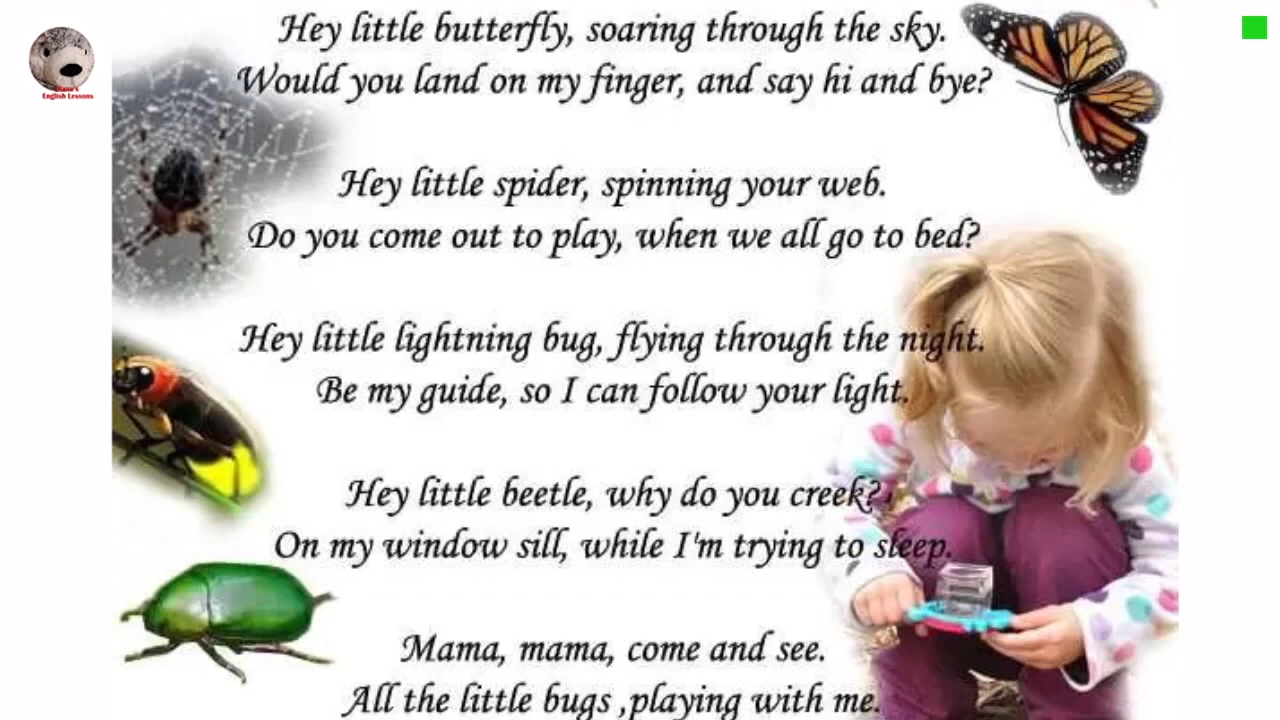 Hey little butterfly, soaring through the sky.
Would you land on my finger, and say hi and bye?
Hey little spider, spinning your web.
Do you come out to play, when we all go to bed?
Hey little lightning bug, flying through the night.
Be my guide, so I can follow your light.
Hey little beetle, why do you creek?
On my window sill, while I'm trying to sleep.
Mama, mama, come and see.
All the little bugs ,playing with me.
English Lessons